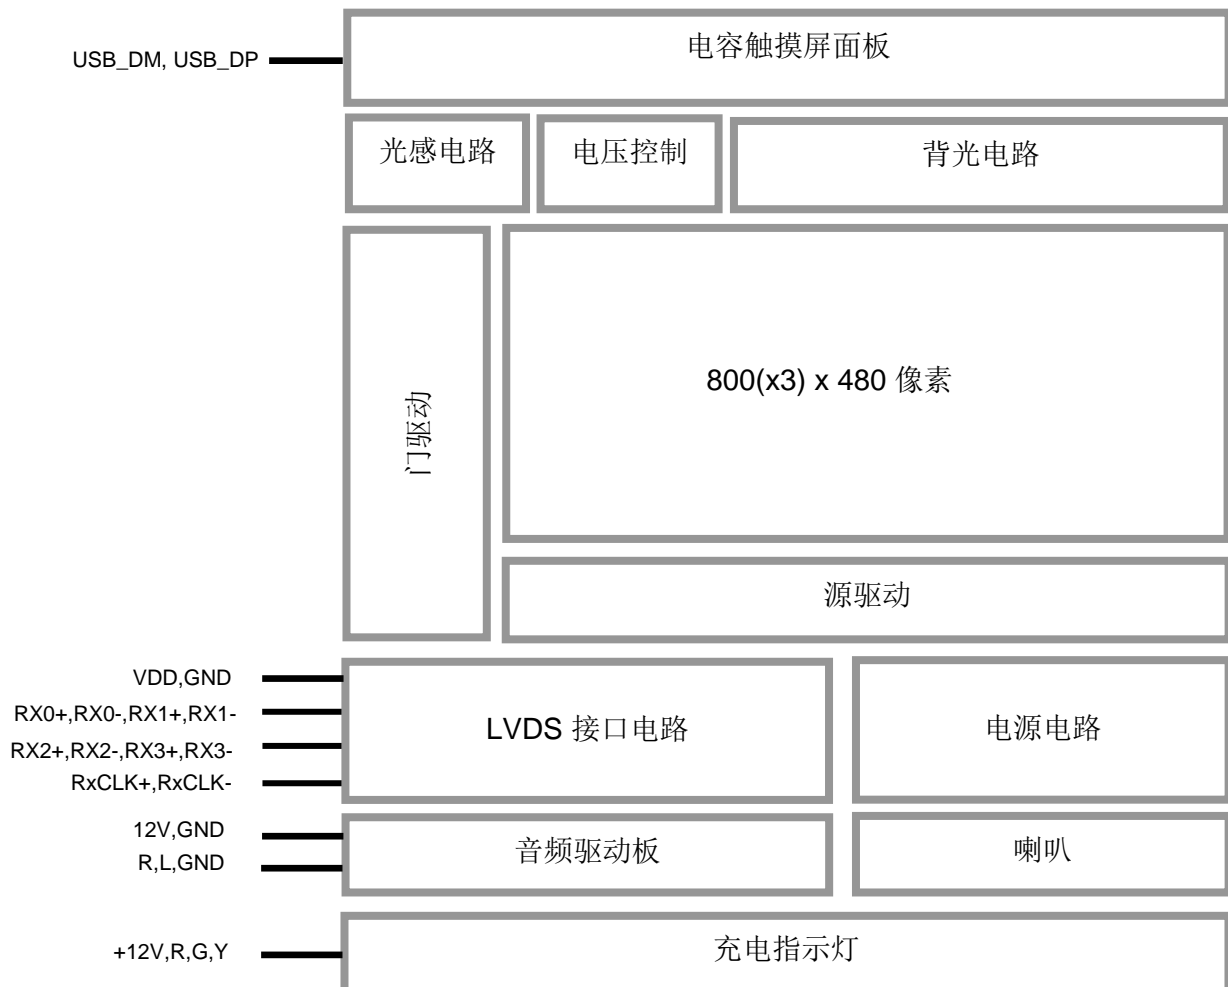 电容触摸屏面板
USB_DM, USB_DP
光感电路
电压控制
背光电路
800(x3) x 480 像素
门驱动
源驱动
VDD,GND
RX0+,RX0-,RX1+,RX1-
LVDS 接口电路
电源电路
RX2+,RX2-,RX3+,RX3-
RxCLK+,RxCLK-
12V,GND
音频驱动板
喇叭
R,L,GND
+12V,R,G,Y
充电指示灯